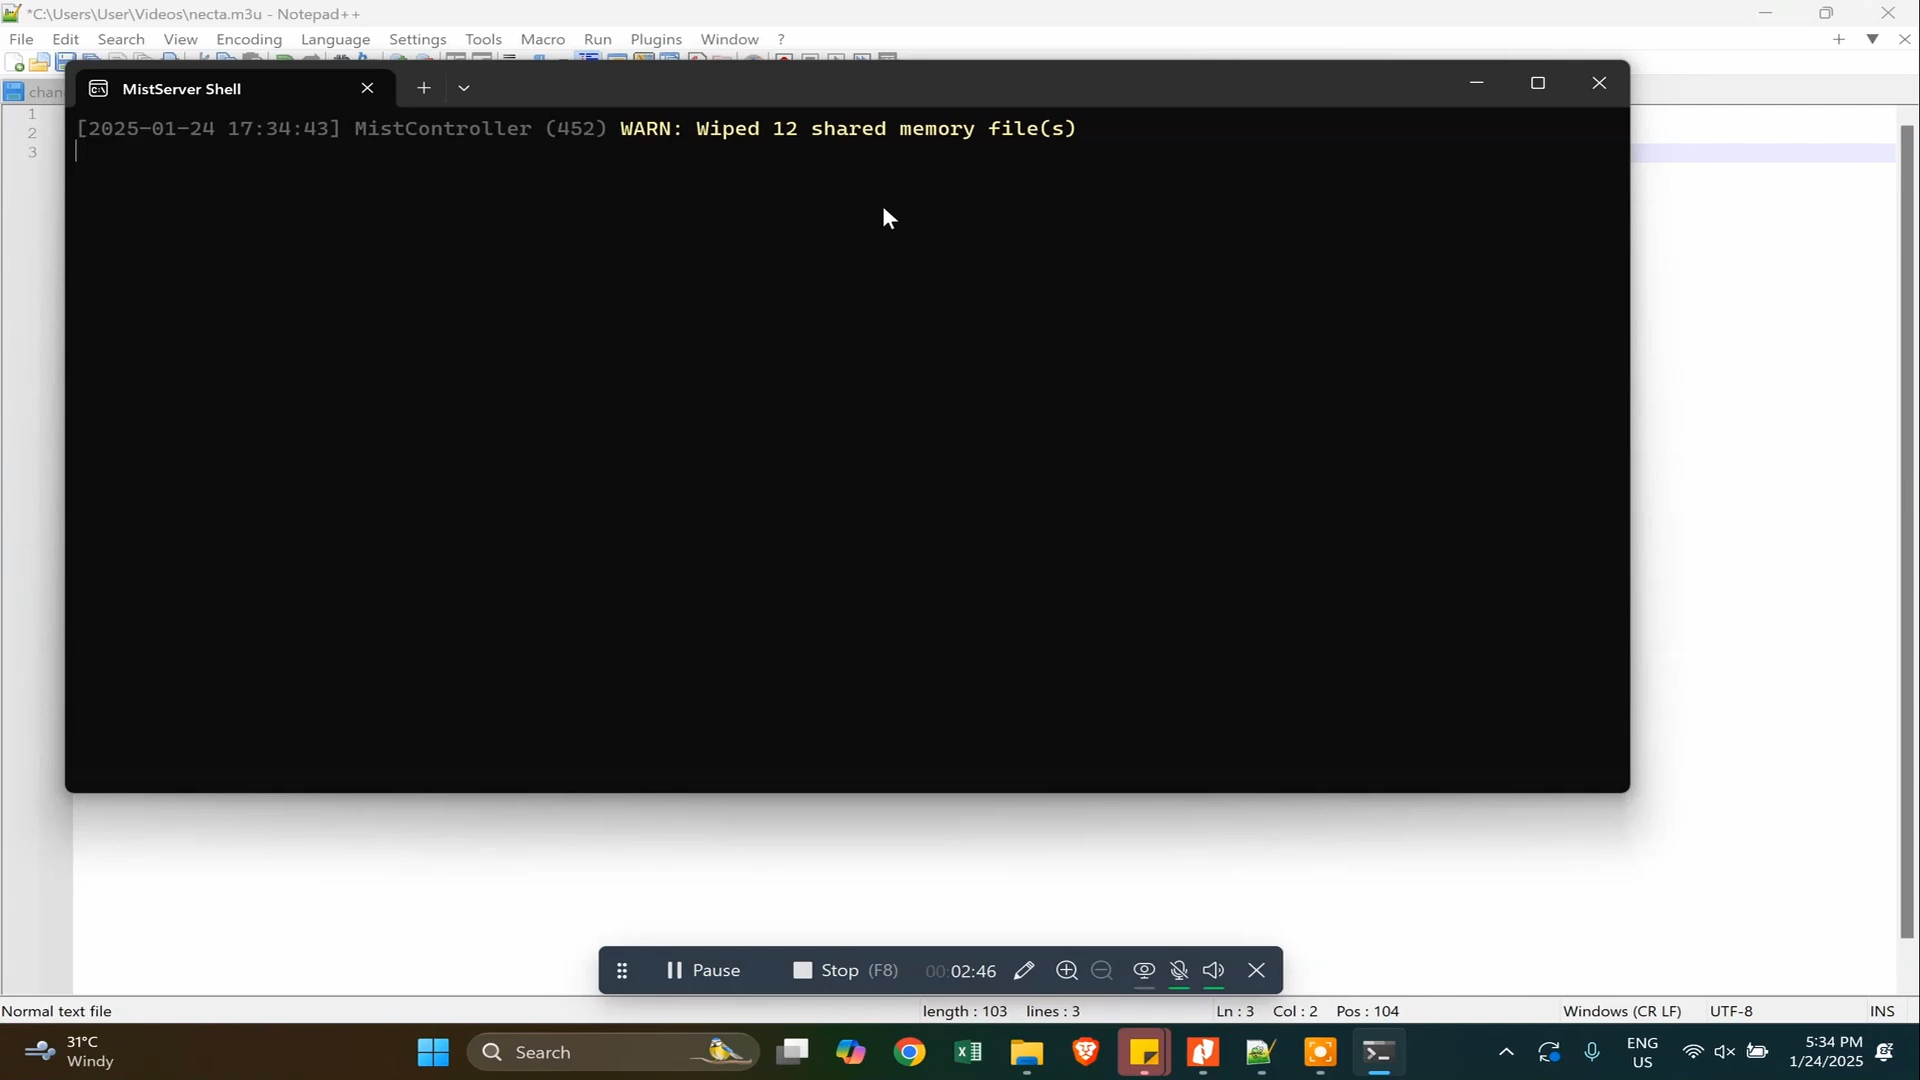 *C:\Users\User\Videos\necta.m3u - Notepad++
File Edit Search View Encoding Language Settings Tools Macro Run Plugins Window ?
chan
MistServer Shell
1
2
3
[2025-01-24 17:34:43] MistController (452) WARN: Wiped 12 shared memory file(s)
Pause Stop (F8) 00:02:46
Normal text file length : 103 lines : 3 Ln : 3 Col : 2 Pos : 104 Windows (CR LF) UTF-8 INS
31°C
Windy
Search
ENG
US
5:34 PM
1/24/2025